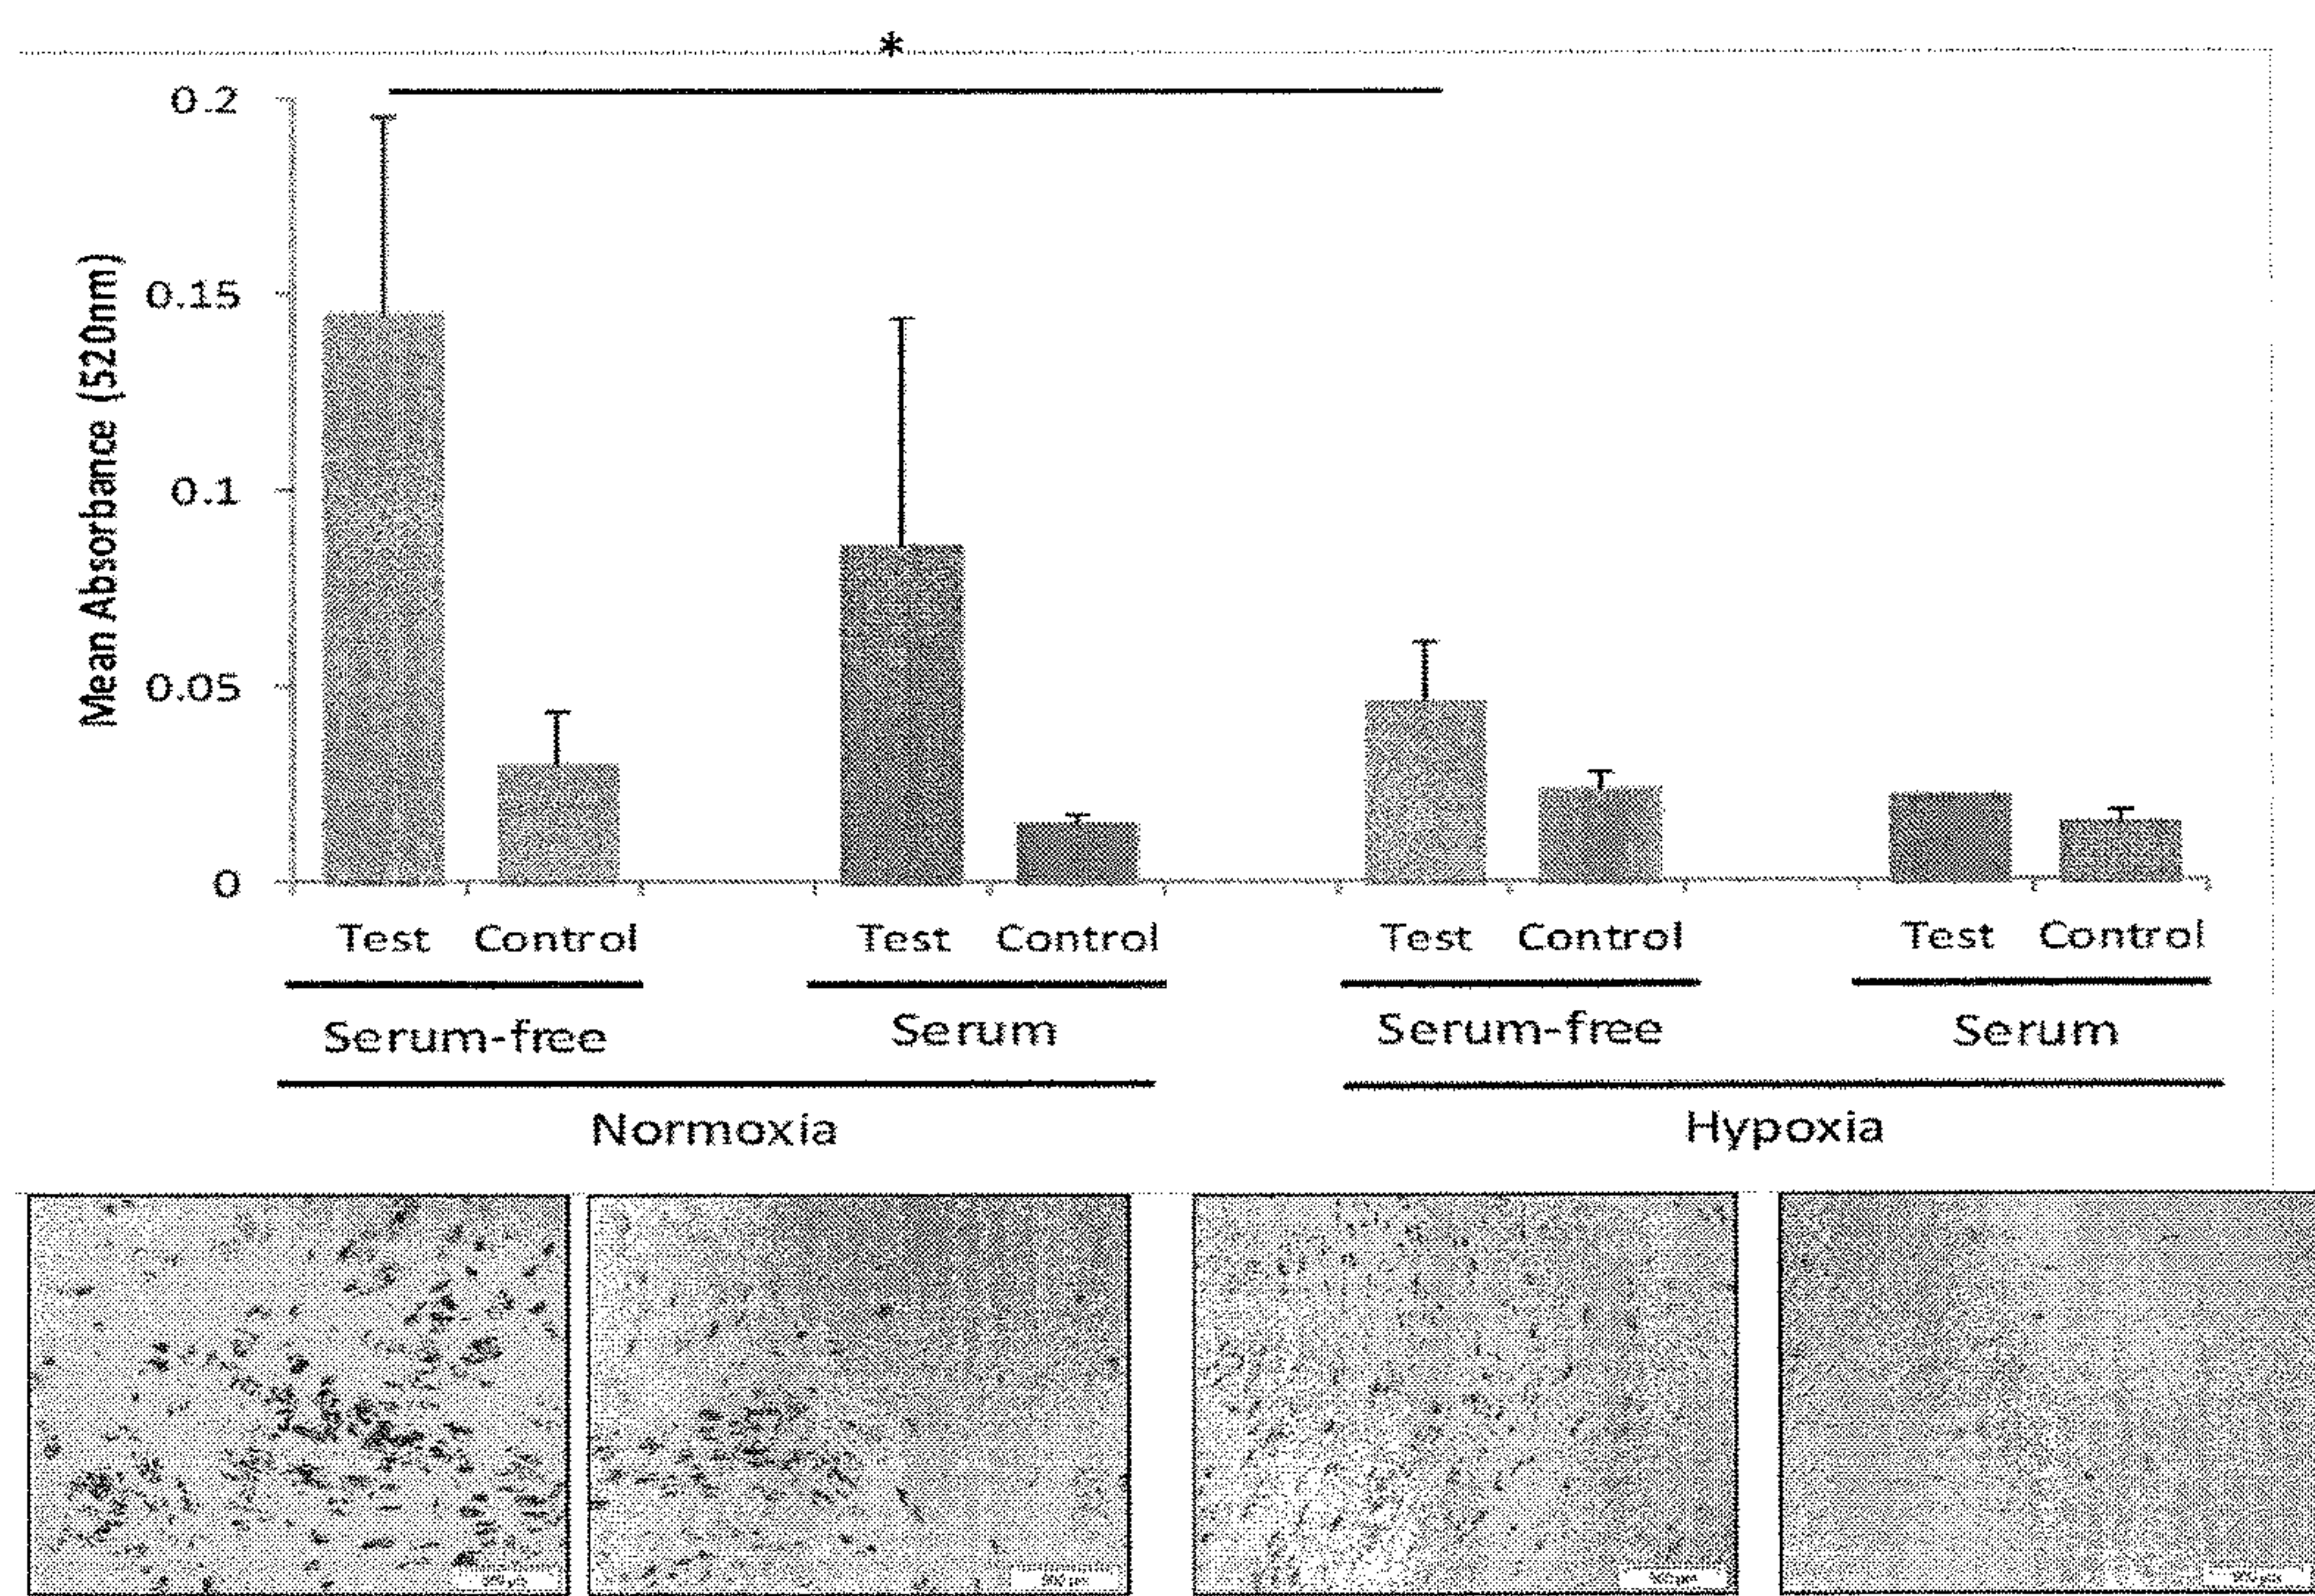 *
0.2
0.15
0.1
0.05
0
Mean Absorbance (520nm)
Test Control Test Control Test Control Test Control
Serum-free Serum Serum-free Serum
Normoxia Hypoxia